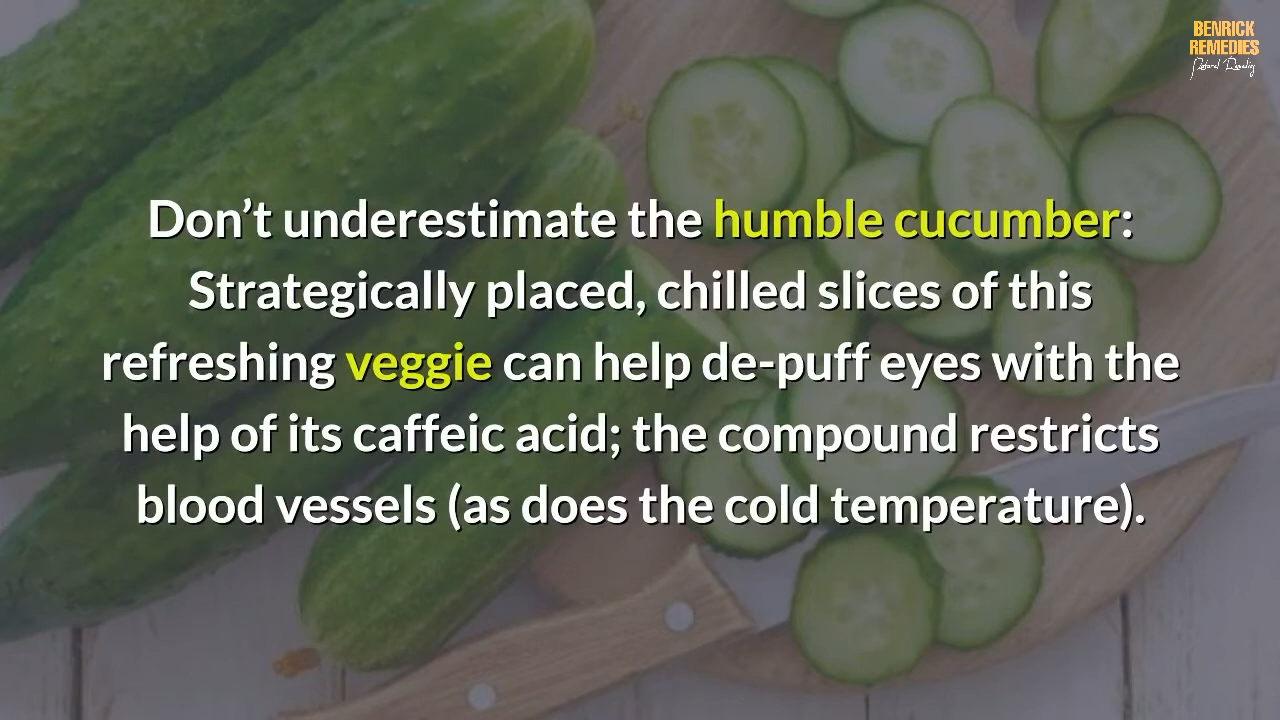 BENRICK
REMEDIES
Don’t underestimate the humble cucumber:
Strategically placed, chilled slices of this
refreshing veggie can help de-puff eyes with the
help of its caffeic acid; the compound restricts
blood vessels (as does the cold temperature).